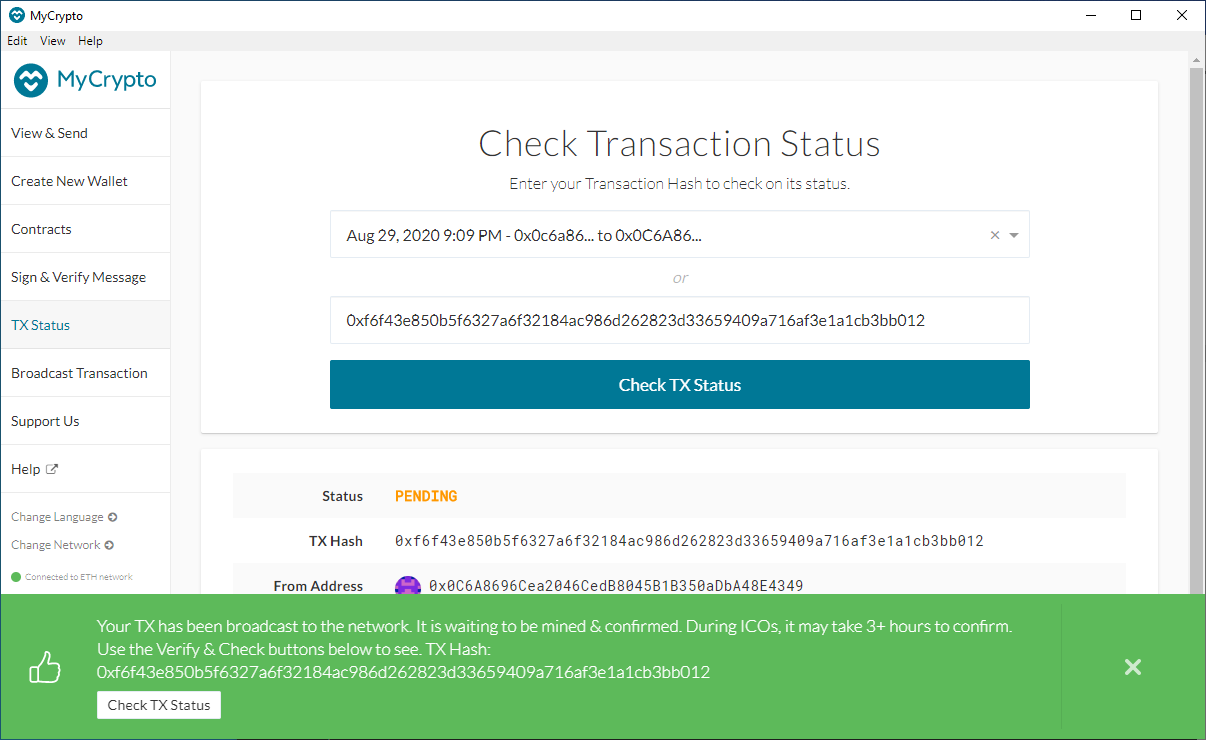 MyCrypto
Edit View Help
MyCrypto
View & Send
Create New Wallet
Contracts
Sign & Verify Message
TX Status
Broadcast Transaction
Support Us
Help
Change Language
Change Network
Connected to ETH network
Check Transaction Status
Enter your Transaction Hash to check on its status.
Aug 29, 2020 9:09 PM - 0x0c6a86... to 0x0C6A86...
or
0xf6f43e850b5f6327a6f32184ac986d262823d33659409a716af3e1a1cb3bb012
Check TX Status
Status PENDING
TX Hash 0xf6f43e850b5f6327a6f32184ac986d262823d33659409a716af3e1a1cb3bb012
From Address 0x0C6A8696Cea2046CedB8045B1B350aDbA48E4349
Your TX has been broadcast to the network. It is waiting to be mined & confirmed. During ICOs, it may take 3+ hours to confirm.
Use the Verify & Check buttons below to see. TX Hash:
0xf6f43e850b5f6327a6f32184ac986d262823d33659409a716af3e1a1cb3bb012
Check TX Status